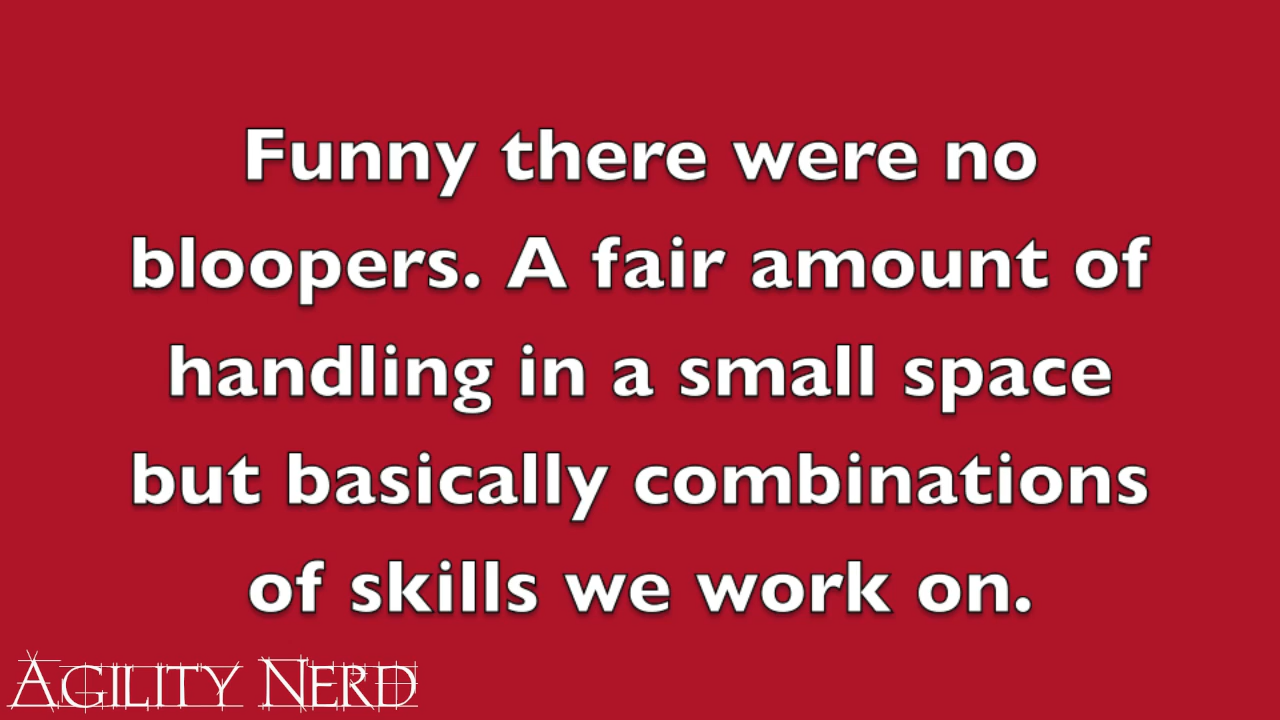 Funny there were no
bloopers. A fair amount of
handling in a small space
but basically combinations
of skills we work on.
AGILITY NERD